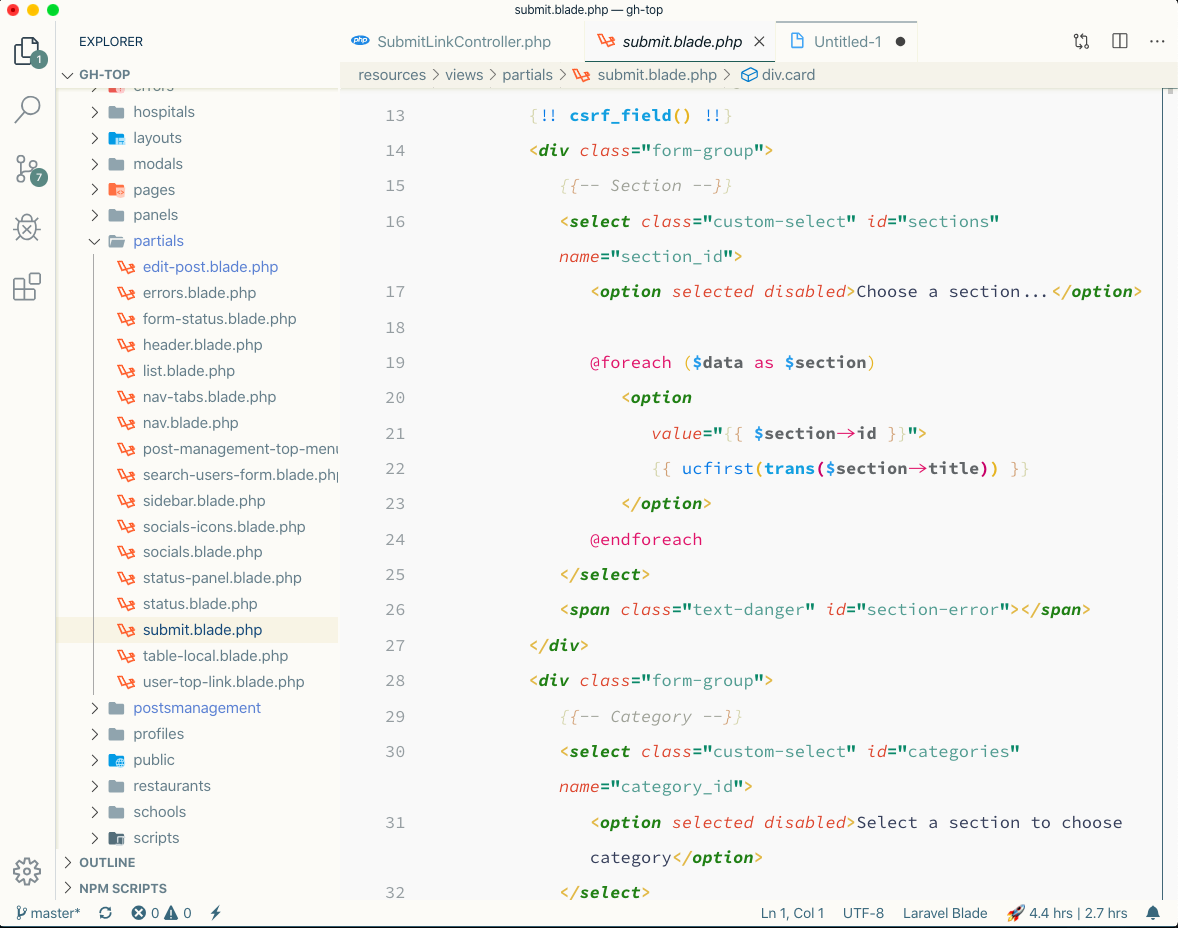 submit.blade.php — gh-top
EXPLORER
php SubmitLinkController.php
submit.blade.php
Untitled-1
1
GH-TOP
resources > views > partials > submit.blade.php > div.card
errors
hospitals
layouts
modals
pages
panels
partials
edit-post.blade.php
errors.blade.php
form-status.blade.php
header.blade.php
list.blade.php
nav-tabs.blade.php
nav.blade.php
post-management-top-menu
search-users-form.blade.php
sidebar.blade.php
socials-icons.blade.php
socials.blade.php
status-panel.blade.php
status.blade.php
submit.blade.php
table-local.blade.php
user-top-link.blade.php
postsmanagement
profiles
public
restaurants
schools
scripts
OUTLINE
NPM SCRIPTS
7
13 {!! csrf_field() !!}
14 <div class="form-group">
15 {{-- Section --}}
16 <select class="custom-select" id="sections"
name="section_id">
17 <option selected disabled>Choose a section...</option>
18
19 @foreach ($data as $section)
20 <option
21 value="{{ $section->id }}">
22 {{ ucfirst(trans($section->title)) }}
23 </option>
24 @endforeach
25 </select>
26 <span class="text-danger" id="section-error"></span>
27 </div>
28 <div class="form-group">
29 {{-- Category --}}
30 <select class="custom-select" id="categories"
name="category_id">
31 <option selected disabled>Select a section to choose
category</option>
32 </select>
master* 0 0 Ln 1, Col 1 UTF-8 Laravel Blade 🚀 4.4 hrs | 2.7 hrs